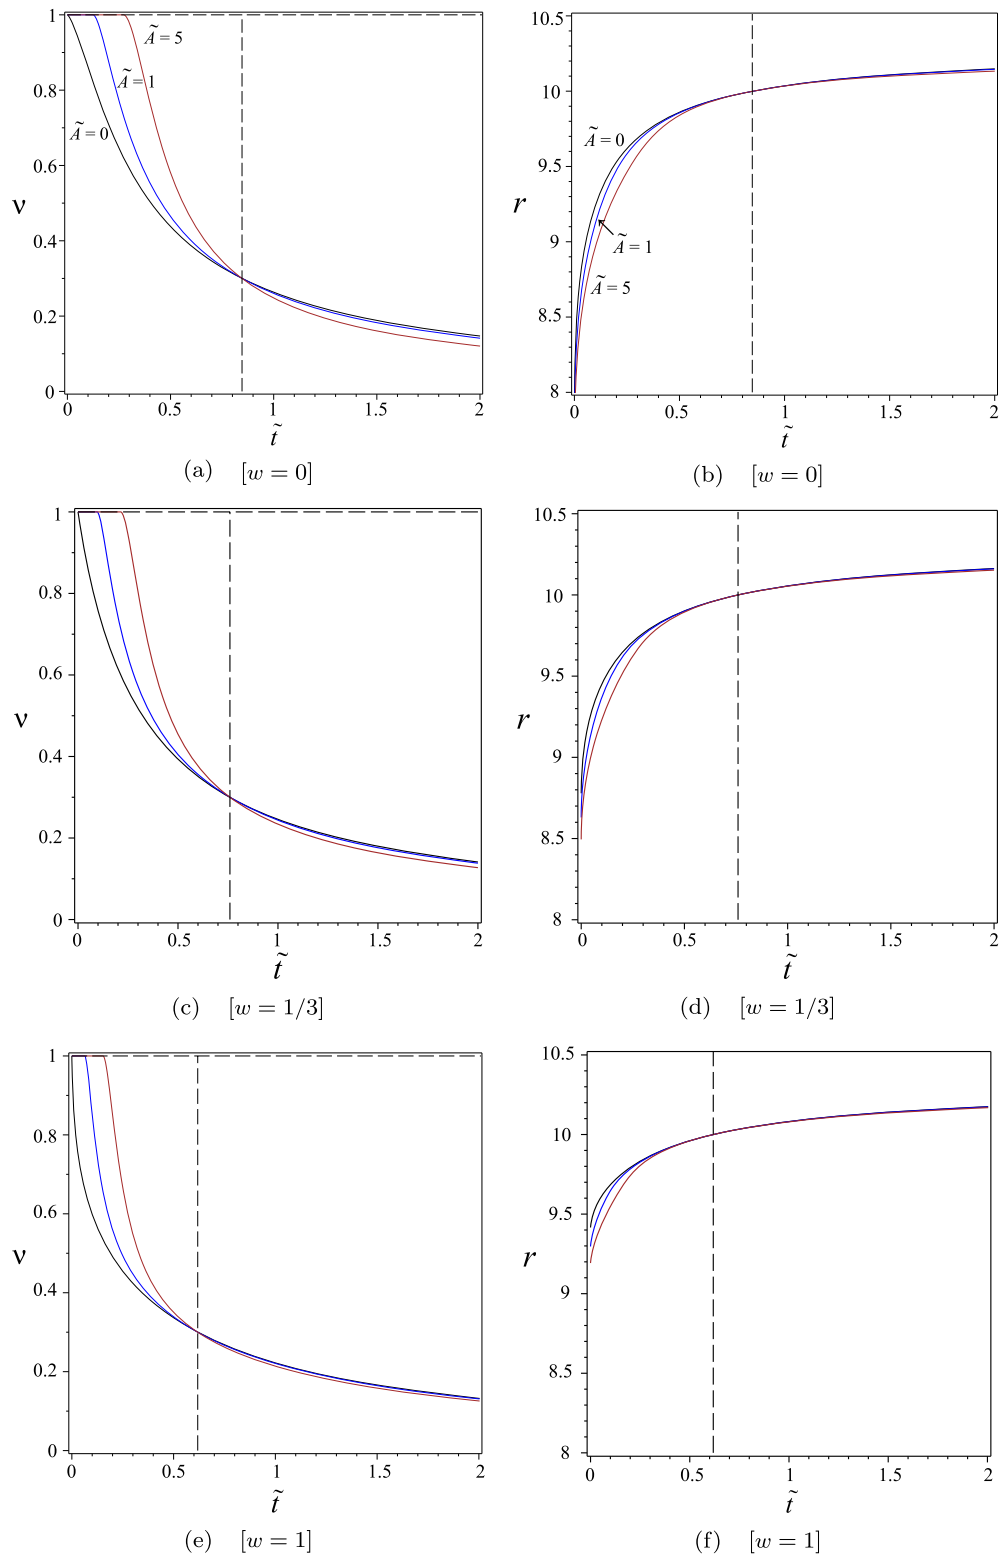 1
0.8
0.6
0.4
0.2
0
ν
Ã = 5
Ã = 1
Ã = 0
0 0.5 1 1.5 2
t̃
(a) [w = 0]
10.5
10
9.5
9
8.5
8
r
Ã = 0
Ã = 1
Ã = 5
0 0.5 1 1.5 2
t̃
(b) [w = 0]
1
0.8
0.6
0.4
0.2
0
ν
0 0.5 1 1.5 2
t̃
(c) [w = 1/3]
10.5
10
9.5
9
8.5
8
r
0 0.5 1 1.5 2
t̃
(d) [w = 1/3]
1
0.8
0.6
0.4
0.2
0
ν
0 0.5 1 1.5 2
t̃
(e) [w = 1]
10.5
10
9.5
9
8.5
8
r
0 0.5 1 1.5 2
t̃
(f) [w = 1]